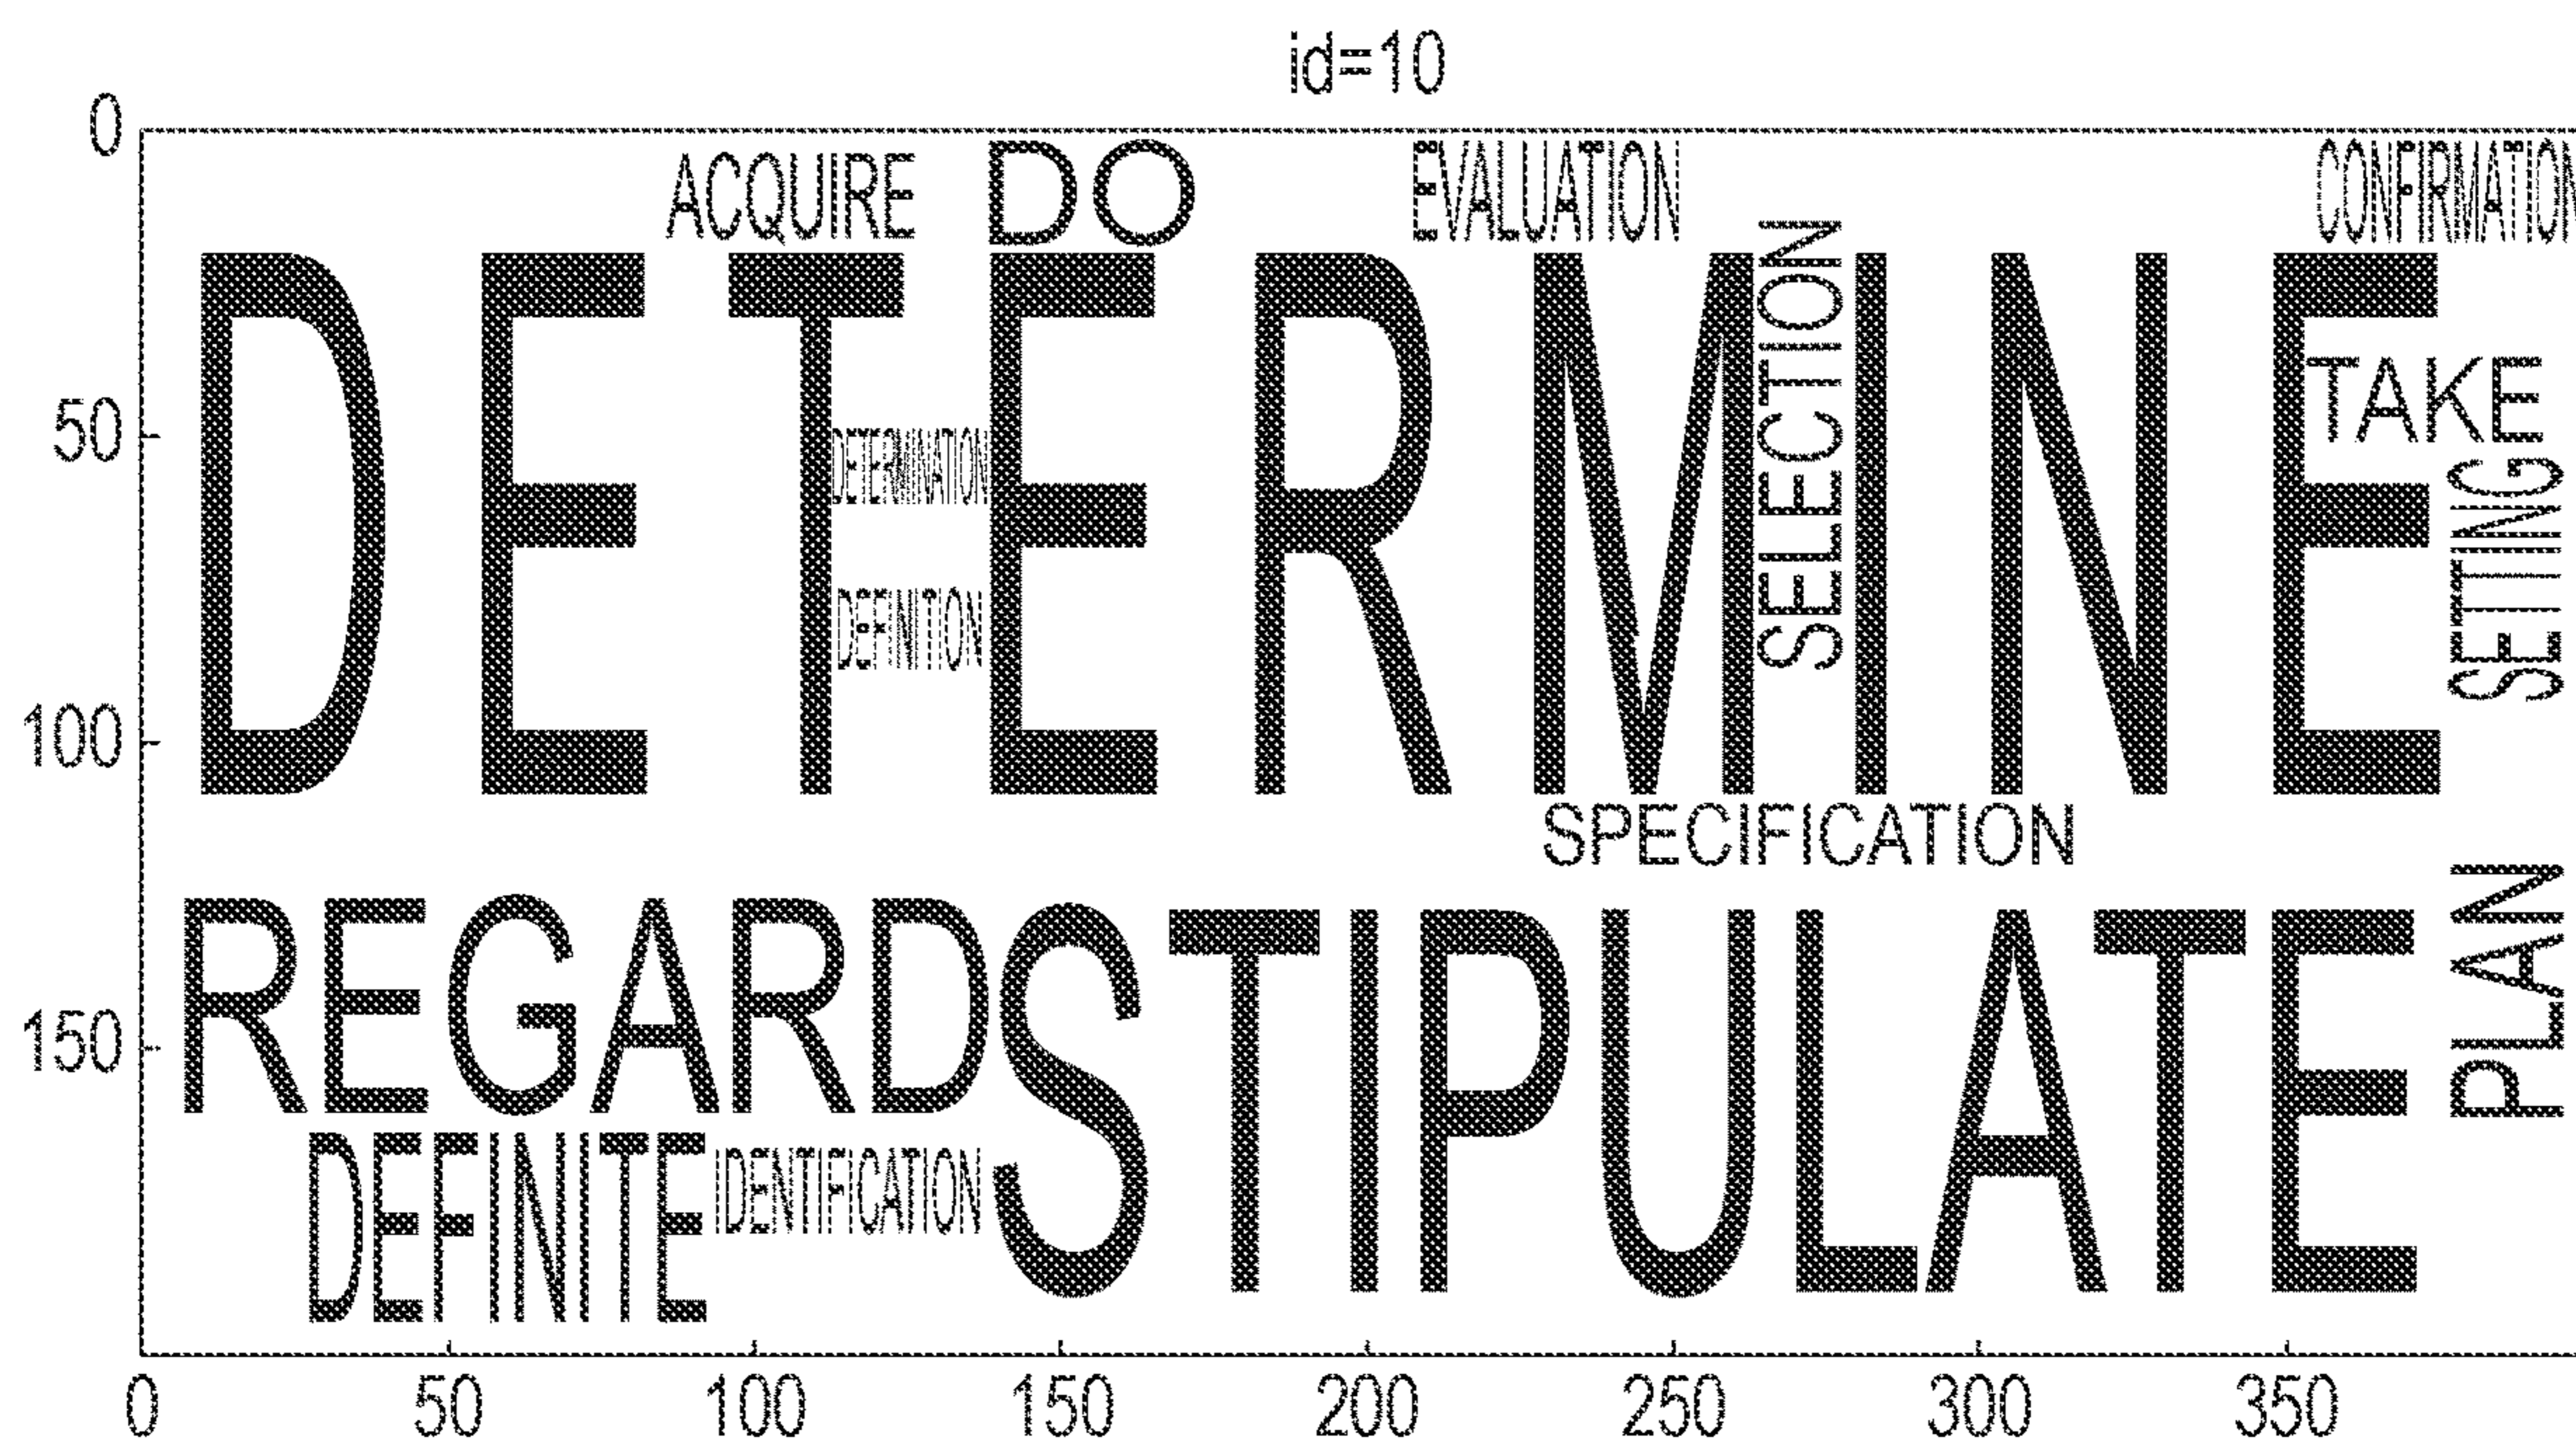 id=10
0
ACQUIRE DO EVALUATION CONFIRMATION
DETERMINE
SELECTION
TAKE
50
DETERMINATION
SETTING
DEFINITION
100
SPECIFICATION
PLAN
REGARD STIPULATE
150
DEFINITE IDENTIFICATION
0 50 100 150 200 250 300 350